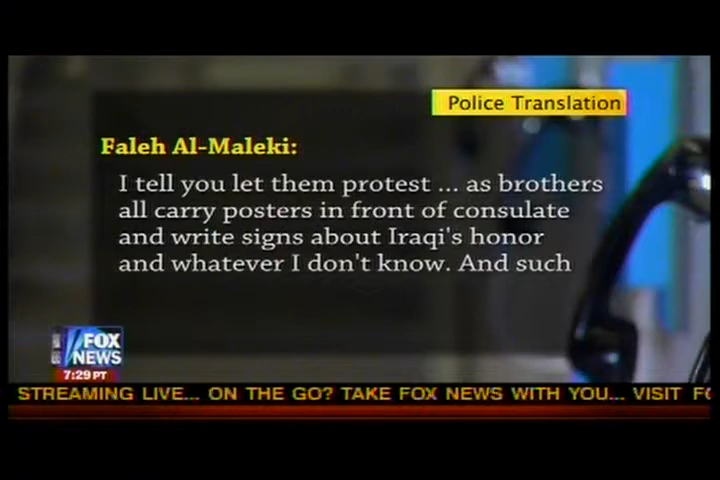 Police Translation
Faleh Al-Maleki:
I tell you let them protest ... as brothers
all carry posters in front of consulate
and write signs about Iraqi's honor
and whatever I don't know. And such
FOX
NEWS
7:29 PT
STREAMING LIVE... ON THE GO? TAKE FOX NEWS WITH YOU... VISIT